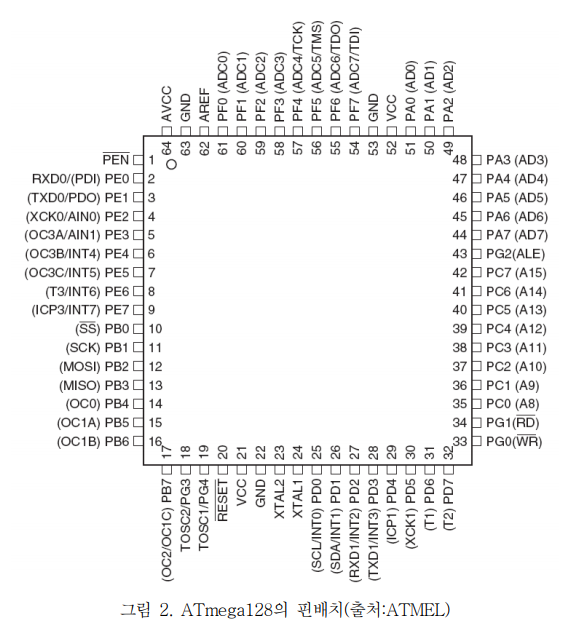 AVCC
GND
AREF
PF0 (ADC0)
PF1 (ADC1)
PF2 (ADC2)
PF3 (ADC3)
PF4 (ADC4/TCK)
PF5 (ADC5/TMS)
PF6 (ADC6/TDO)
PF7 (ADC7/TDI)
GND
VCC
PA0 (AD0)
PA1 (AD1)
PA2 (AD2)
64 63 62 61 60 59 58 57 56 55 54 53 52 51 50 49
PEN 1
RXD0/(PDI) PE0 2
(TXD0/PDO) PE1 3
(XCK0/AIN0) PE2 4
(OC3A/AIN1) PE3 5
(OC3B/INT4) PE4 6
(OC3C/INT5) PE5 7
(T3/INT6) PE6 8
(ICP3/INT7) PE7 9
(SS) PB0 10
(SCK) PB1 11
(MOSI) PB2 12
(MISO) PB3 13
(OC0) PB4 14
(OC1A) PB5 15
(OC1B) PB6 16
48 PA3 (AD3)
47 PA4 (AD4)
46 PA5 (AD5)
45 PA6 (AD6)
44 PA7 (AD7)
43 PG2(ALE)
42 PC7 (A15)
41 PC6 (A14)
40 PC5 (A13)
39 PC4 (A12)
38 PC3 (A11)
37 PC2 (A10)
36 PC1 (A9)
35 PC0 (A8)
34 PG1(RD)
33 PG0(WR)
17 18 19 20 21 22 23 24 25 26 27 28 29 30 31 32
(OC2/OC1C) PB7
TOSC2/PG3
TOSC1/PG4
RESET
VCC
GND
XTAL2
XTAL1
(SCL/INT0) PD0
(SDA/INT1) PD1
(RXD1/INT2) PD2
(TXD1/INT3) PD3
(ICP1) PD4
(XCK1) PD5
(T1) PD6
(T2) PD7
그림 2. ATmega128의 핀배치(출처:ATMEL)